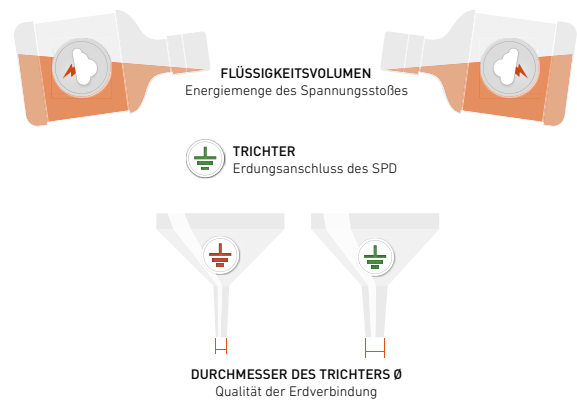 FLÜSSIGKEITSVOLUMEN
Energiemenge des Spannungsstoßes
TRICHTER
Erdungsanschluss des SPD
DURCHMESSER DES TRICHTERS Ø
Qualität der Erdverbindung